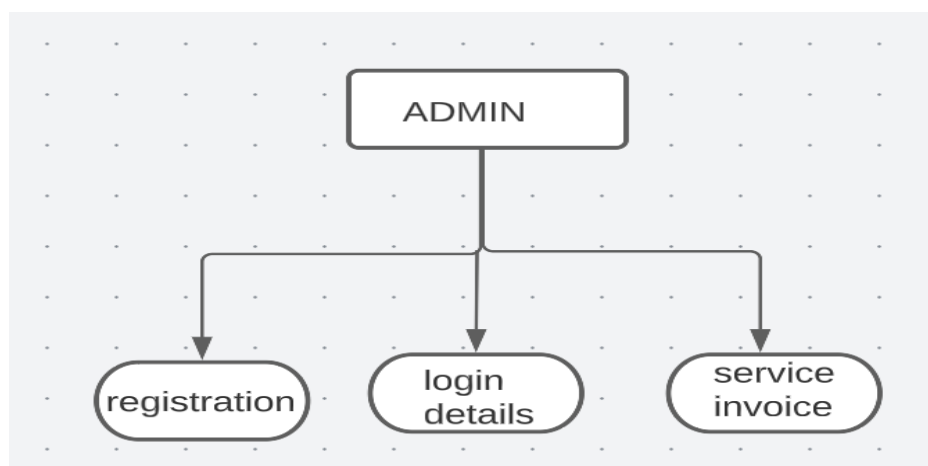 ADMIN
registration
login
details
service
invoice